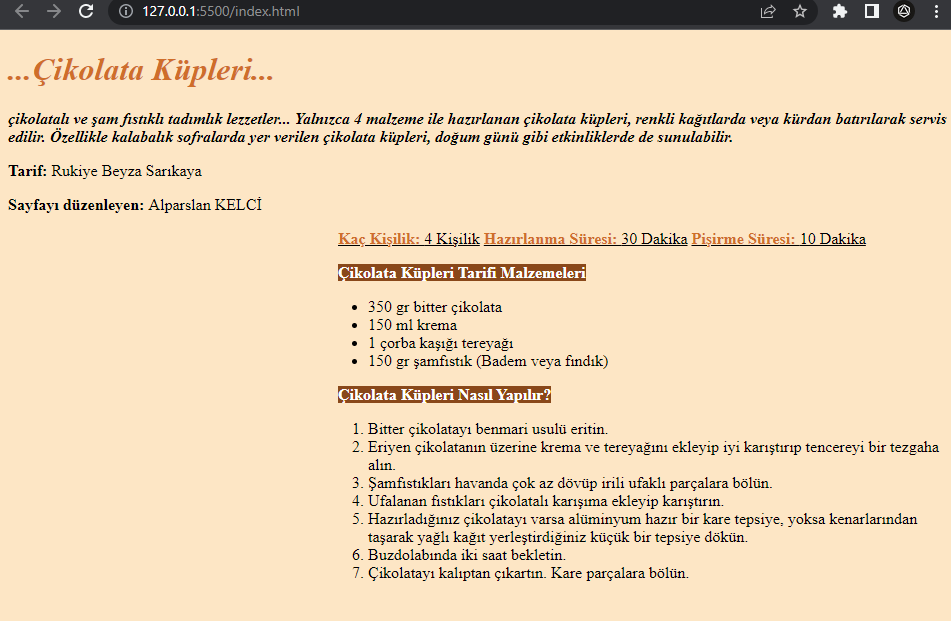 127.0.0.1:5500/index.html
...Çikolata Küpleri...
çikolatalı ve şam fıstıklı tadımlık lezzetler... Yalnızca 4 malzeme ile hazırlanan çikolata küpleri, renkli kağıtlarda veya kürdan batırılarak servis
edilir. Özellikle kalabalık sofralarda yer verilen çikolata küpleri, doğum günü gibi etkinliklerde de sunulabilir.
Tarif: Rukiye Beyza Sarıkaya
Sayfayı düzenleyen: Alparslan KELCİ
Kaç Kişilik: 4 Kişilik Hazırlanma Süresi: 30 Dakika Pişirme Süresi: 10 Dakika
Çikolata Küpleri Tarifi Malzemeleri
• 350 gr bitter çikolata
• 150 ml krema
• 1 çorba kaşığı tereyağı
• 150 gr şamfıstık (Badem veya fındık)
Çikolata Küpleri Nasıl Yapılır?
1. Bitter çikolatayı benmari usulü eritin.
2. Eriyen çikolatanın üzerine krema ve tereyağını ekleyip iyi karıştırıp tencereyi bir tezgaha
alın.
3. Şamfıstıkları havanda çok az dövüp irili ufaklı parçalara bölün.
4. Ufalanan fıstıkları çikolatalı karışıma ekleyip karıştırın.
5. Hazırladığınız çikolatayı varsa alüminyum hazır bir kare tepsiye, yoksa kenarlarından
taşarak yağlı kağıt yerleştirdiğiniz küçük bir tepsiye dökün.
6. Buzdolabında iki saat bekletin.
7. Çikolatayı kalıptan çıkartın. Kare parçalara bölün.